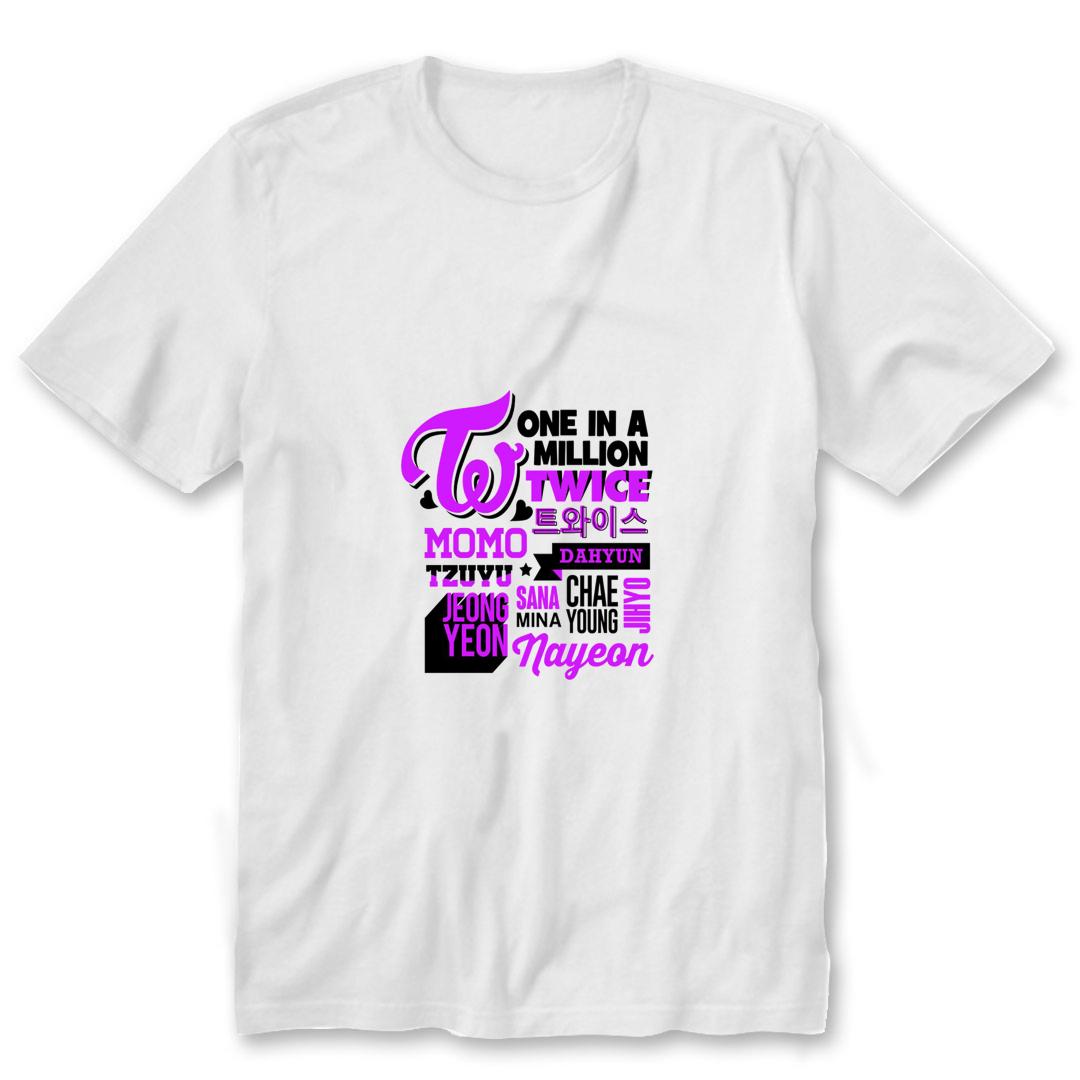 Tw
ONE IN A
MILLION
TWICE
트와이스
MOMO
DAHYUN
TZUYU
JEONG
YEON
SANA
MINA
CHAE
YOUNG
JIHYO
Nayeon